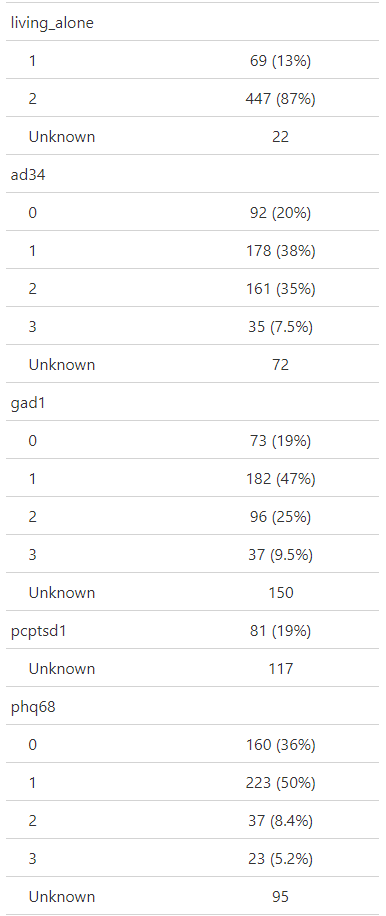 living_alone
1 69 (13%)
2 447 (87%)
Unknown 22
ad34
0 92 (20%)
1 178 (38%)
2 161 (35%)
3 35 (7.5%)
Unknown 72
gad1
0 73 (19%)
1 182 (47%)
2 96 (25%)
3 37 (9.5%)
Unknown 150
pcptsd1 81 (19%)
Unknown 117
phq68
0 160 (36%)
1 223 (50%)
2 37 (8.4%)
3 23 (5.2%)
Unknown 95